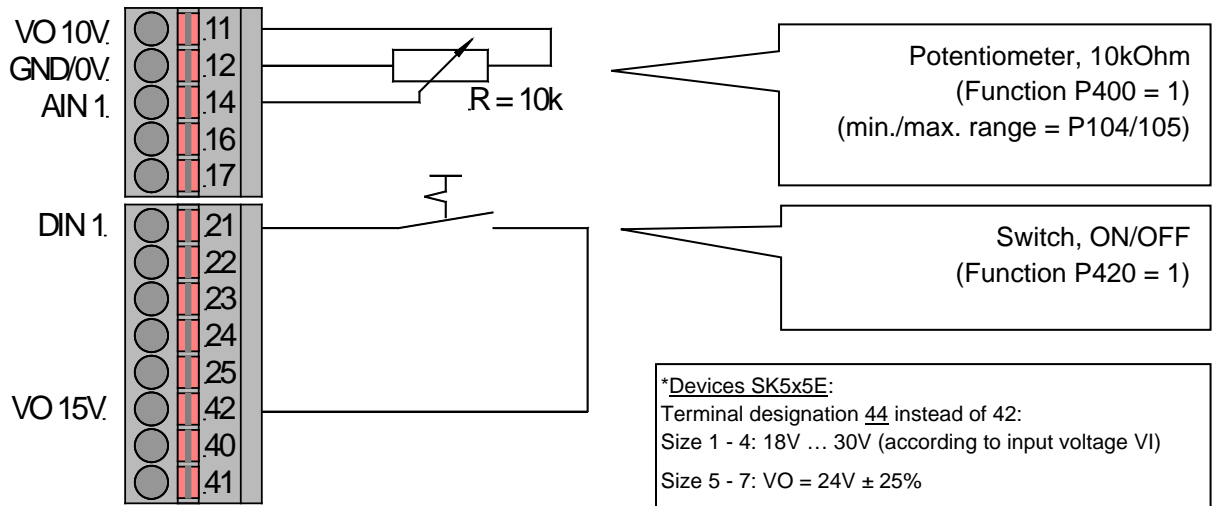 VO 10V.
.11
GND/0V.
.12
AIN 1.
.14
.R = 10k
.16
.17
Potentiometer, 10kOhm
(Function P400 = 1)
(min./max. range = P104/105)
DIN 1.
.21
.22
.23
.24
.25
VO 15V.
.42
.40
.41
Switch, ON/OFF
(Function P420 = 1)
*Devices SK5x5E:
Terminal designation 44 instead of 42:
Size 1 - 4: 18V … 30V (according to input voltage VI)
Size 5 - 7: VO = 24V ± 25%